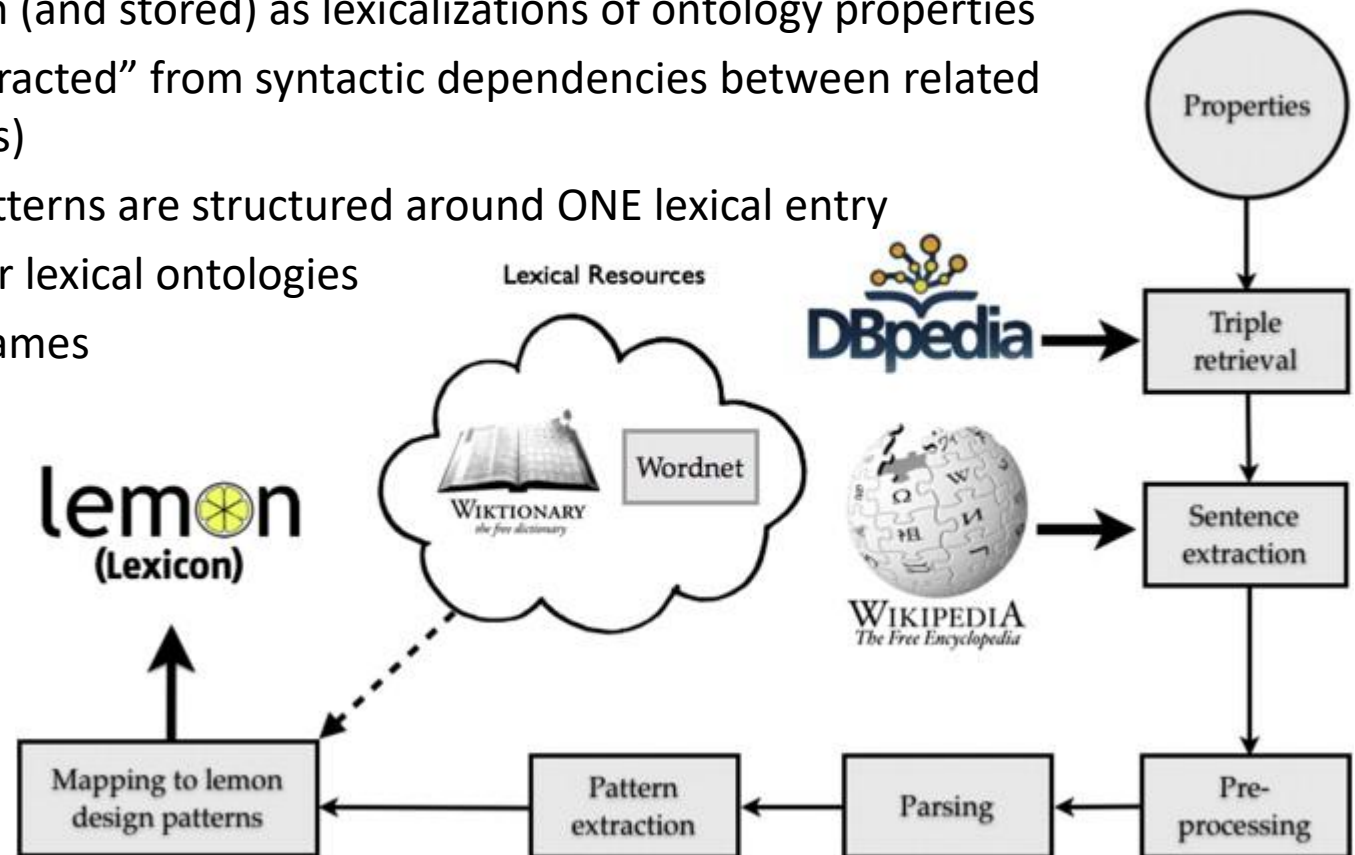 (and stored) as lexicalizations of ontology properties
racted” from syntactic dependencies between related
s)
tterns are structured around ONE lexical entry
r lexical ontologies
ames
Lexical Resources
WIKTIONARY
the free dictionary
Wordnet
DBpedia
WIKIPEDIA
The Free Encyclopedia
lemon
(Lexicon)
Properties
Triple
retrieval
Sentence
extraction
Pre-
processing
Parsing
Pattern
extraction
Mapping to lemon
design patterns